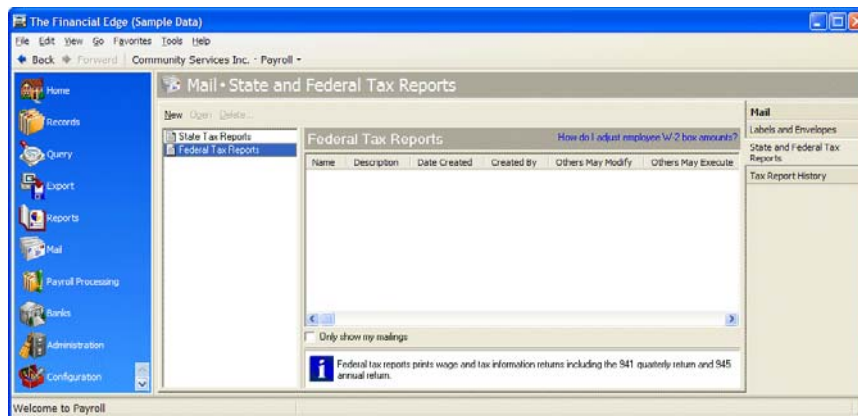 The Financial Edge (Sample Data)
File Edit View Go Favorites Tools Help
Back Forward Community Services Inc. - Payroll
Home
Records
Query
Export
Reports
Mail
Payroll Processing
Banks
Administration
Configuration
Mail • State and Federal Tax Reports
New Open Delete...
State Tax Reports
Federal Tax Reports
Federal Tax Reports How do I adjust employee W-2 box amounts?
Name Description Date Created Created By Others May Modify Others May Execute
Only show my mailings
Federal tax reports prints wage and tax information returns including the 941 quarterly return and 945
annual return.
Mail
Labels and Envelopes
State and Federal Tax
Reports
Tax Report History
Welcome to Payroll